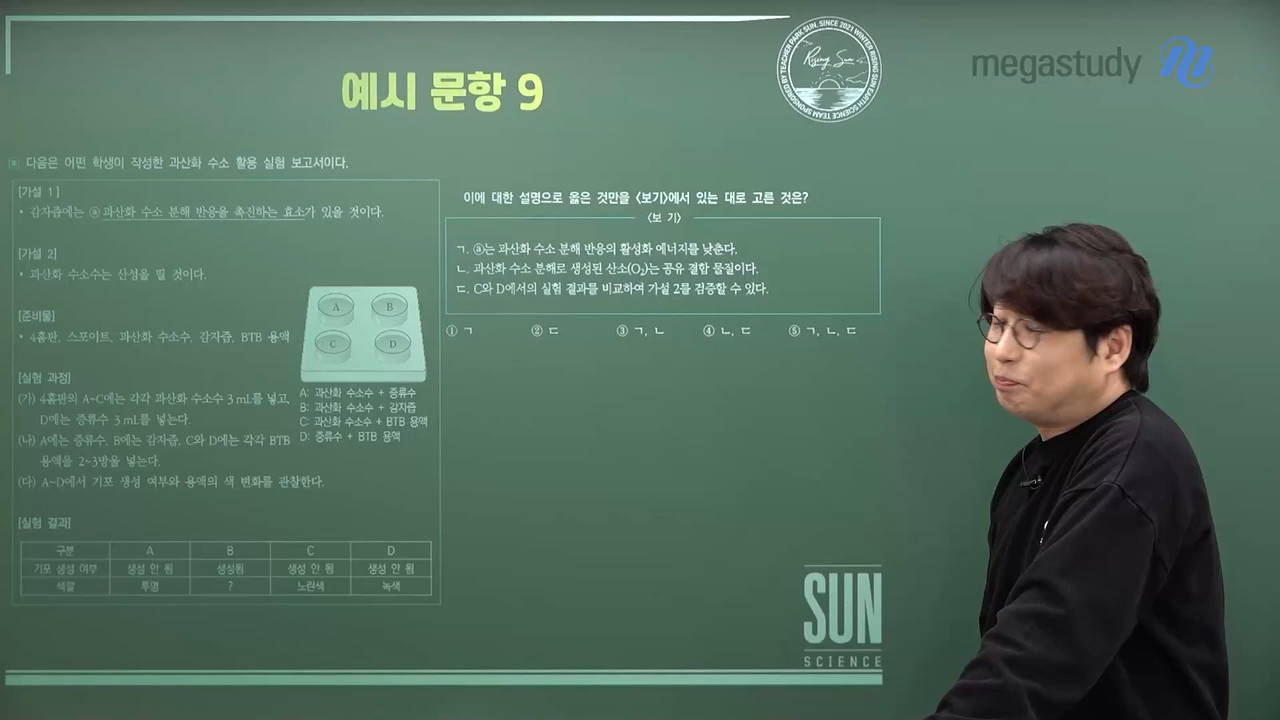 megastudy
RISING SUN EARTH SCIENCE TEAM SPONSORED BY TEACHER PARK SUN. SINCE 2021 WINTER
Rising Sun
예시 문항 9
다음은 어떤 학생이 작성한 과산화 수소 활용 실험 보고서이다.
[가설 1]
• 감자즙에는 ⓐ과산화 수소 분해 반응을 촉진하는 효소가 있을 것이다.
[가설 2]
• 과산화 수소수는 산성을 띨 것이다.
[준비물]
• 4홈판, 스포이트, 과산화 수소수, 감자즙, BTB 용액
[실험 과정]
(가) 4홈판의 A~C에는 각각 과산화 수소수 3 mL를 넣고,
D에는 증류수 3 mL를 넣는다.
(나) A에는 증류수, B에는 감자즙, C와 D에는 각각 BTB
용액을 2~3방울 넣는다.
(다) A~D에서 기포 생성 여부와 용액의 색 변화를 관찰한다.
A B
C D
A: 과산화 수소수 + 증류수
B: 과산화 수소수 + 감자즙
C: 과산화 수소수 + BTB 용액
D: 증류수 + BTB 용액
[실험 결과]
구분 A B C D
기포 생성 여부 생성 안 됨 생성됨 생성 안 됨 생성 안 됨
색깔 투명 ? 노란색 녹색
이에 대한 설명으로 옳은 것만을 〈보기〉에서 있는 대로 고른 것은?
〈보 기〉
ㄱ. ⓐ는 과산화 수소 분해 반응의 활성화 에너지를 낮춘다.
ㄴ. 과산화 수소 분해로 생성된 산소(O₂)는 공유 결합 물질이다.
ㄷ. C와 D에서의 실험 결과를 비교하여 가설 2를 검증할 수 있다.
① ㄱ ② ㄷ ③ ㄱ, ㄴ ④ ㄴ, ㄷ ⑤ ㄱ, ㄴ, ㄷ
SUN
SCIENCE